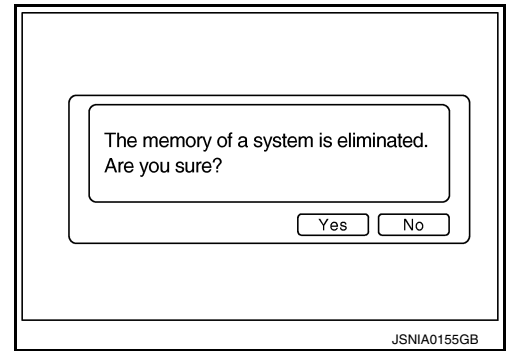 The memory of a system is eliminated.
Are you sure?
Yes No
JSNIA0155GB